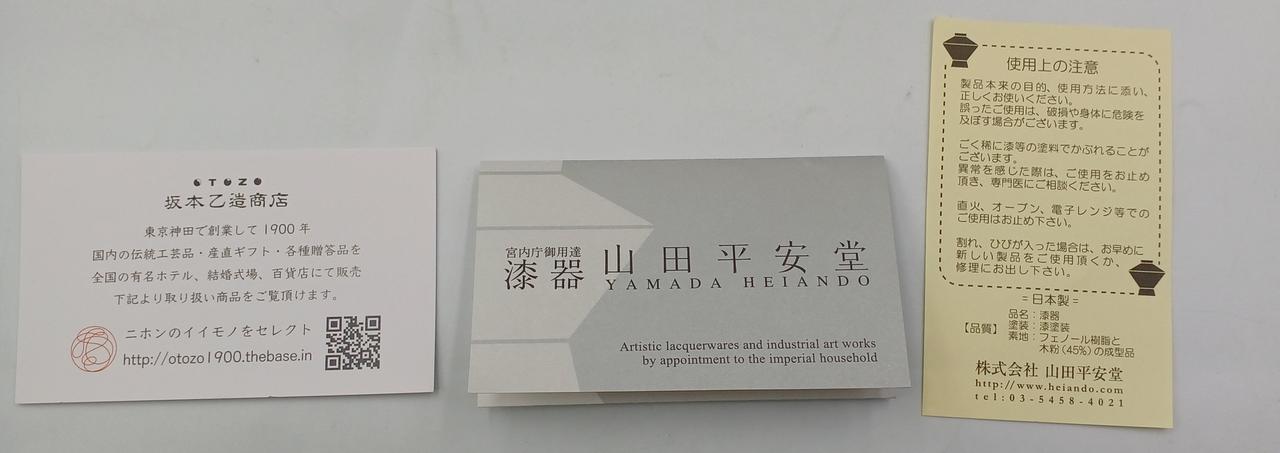 OTOZO
坂本乙造商店
東京神田で創業して1900年
国内の伝統工芸品・産直ギフト・各種贈答品を
全国の有名ホテル、結婚式場、百貨店にて販売
下記より取り扱い商品をご覧頂けます。
ニホンのイイモノをセレクト
http://otozo1900.thebase.in
宮内庁御用達
漆器 山田平安堂
YAMADA HEIANDO
Artistic lacquerwares and industrial art works
by appointment to the imperial household
使用上の注意
製品本来の目的、使用方法に添い、
正しくお使いください。
誤ったご使用は、破損や身体に危険を
及ぼす場合がございます。
ごく稀に漆等の塗料でかぶれることが
ございます。
異常を感じた際は、ご使用をお止め
頂き、専門医にご相談ください。
直火、オーブン、電子レンジ等での
ご使用はお止め下さい。
割れ、ひびが入った場合は、お早めに
新しい製品をご使用頂くか、
修理にお出し下さい。
=日本製=
【品質】
品名:漆器
塗装:漆塗装
素地:フェノール樹脂と
木粉(45%)の成型品
株式会社 山田平安堂
http://www.heiando.com
tel:03-5458-4021